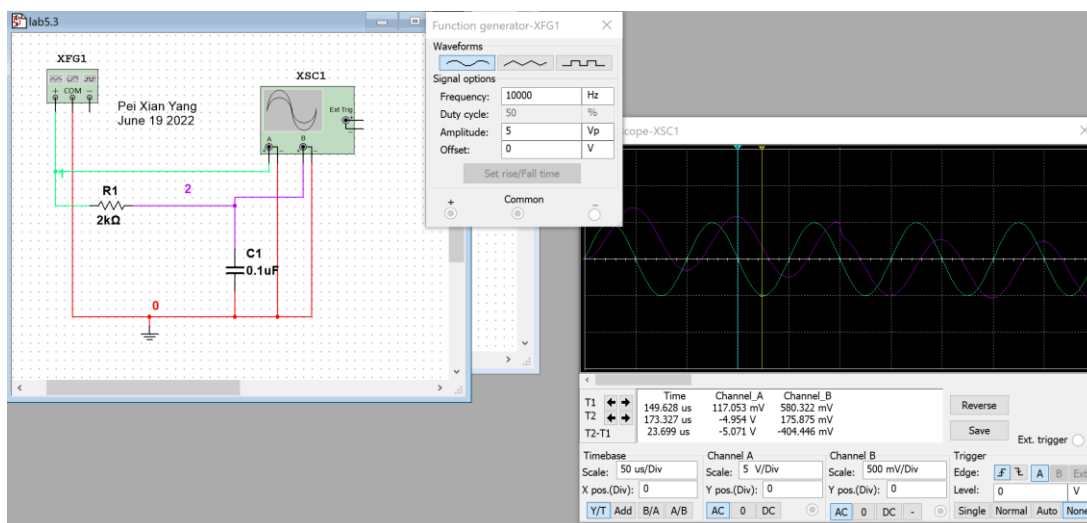 lab5.3
XFG1
COM
+
−
Pei Xian Yang
June 19 2022
XSC1
Ext Trig
+
−
A
B
+
−
+
−
1
R1
2kΩ
2
C1
0.1uF
0
Function generator-XFG1
Waveforms
Signal options
Frequency: 10000 Hz
Duty cycle: 50 %
Amplitude: 5 Vp
Offset: 0 V
Set rise/Fall time
+ Common −
scope-XSC1
Time Channel_A Channel_B
T1 149.628 us 117.053 mV 580.322 mV
T2 173.327 us -4.954 V 175.875 mV
T2-T1 23.699 us -5.071 V -404.446 mV
Reverse
Save
Ext. trigger
Timebase Channel A Channel B Trigger
Scale: 50 us/Div Scale: 5 V/Div Scale: 500 mV/Div Edge: A B Ext
X pos.(Div): 0 Y pos.(Div): 0 Y pos.(Div): 0 Level: 0 V
Y/T Add B/A A/B AC 0 DC AC 0 DC - Single Normal Auto None